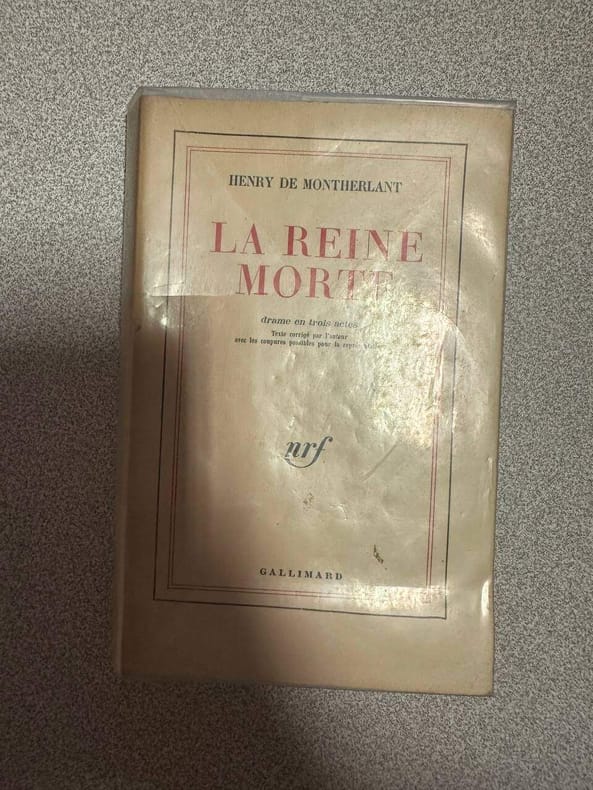 HENRY DE MONTHERLANT
LA REINE
MORTE
drame en trois actes
Texte corrigé par l'auteur
avec les coupures possibles pour la
nrf
GALLIMARD